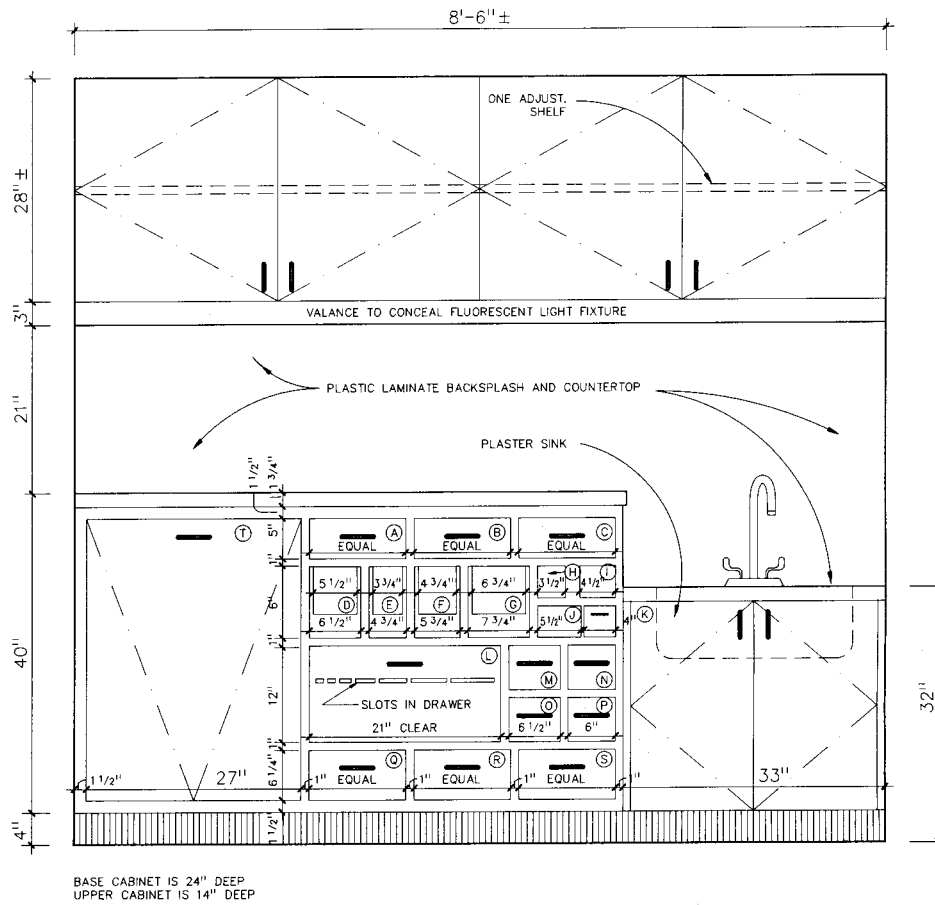 8'-6"±
ONE ADJUST.
SHELF
28"±
3"
VALANCE TO CONCEAL FLUORESCENT LIGHT FIXTURE
21"
PLASTIC LAMINATE BACKSPLASH AND COUNTERTOP
PLASTER SINK
1 1/2"
1 3/4"
T
5"
A
EQUAL
B
EQUAL
C
EQUAL
1"
6"
5 1/2"
3 3/4"
4 3/4"
6 3/4"
H
3 1/2"
I
4 1/2"
D
E
F
G
6 1/2"
4 3/4"
5 3/4"
7 3/4"
J
5 1/2"
4"
K
1"
40"
12"
L
SLOTS IN DRAWER
21" CLEAR
M
N
O
P
6 1/2"
6"
32"
1"
6 1/4"
Q
EQUAL
R
EQUAL
S
EQUAL
1 1/2"
27"
1"
1"
1"
1"
33"
4"
1 1/2"
BASE CABINET IS 24" DEEP
UPPER CABINET IS 14" DEEP